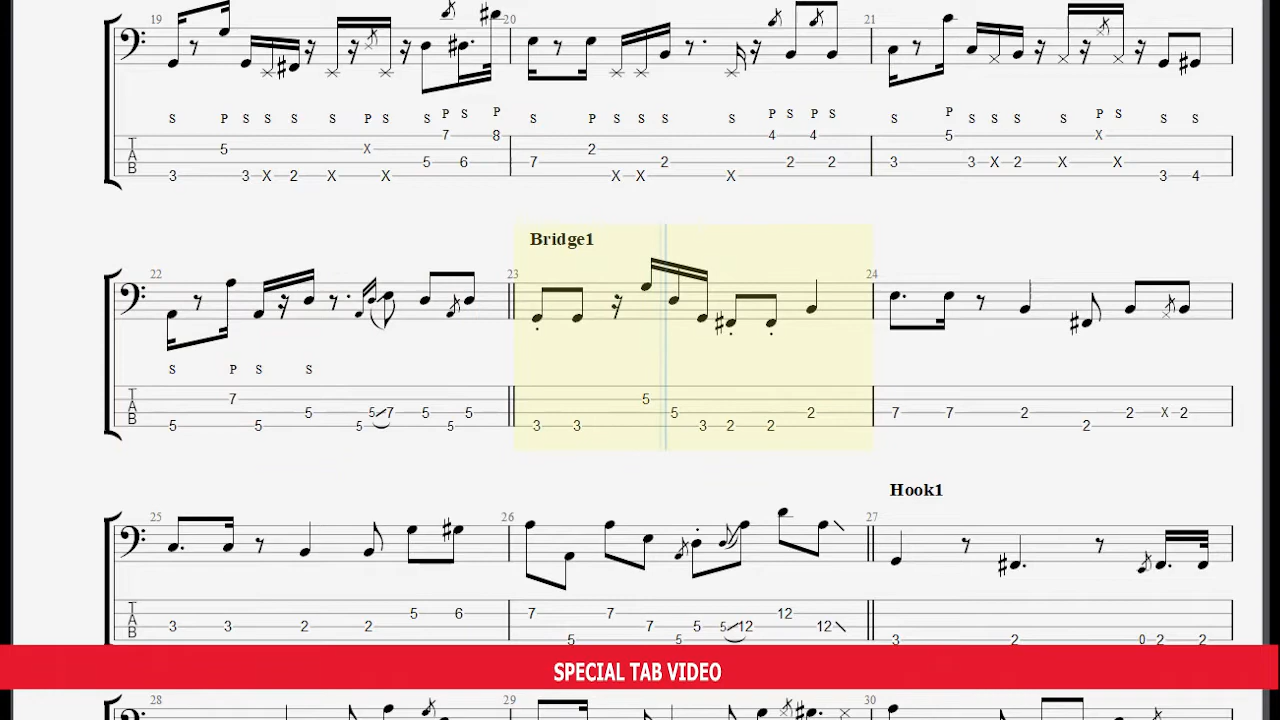 19 20 21
S P S S S S P S S P S P S P S S S S P S P S S P S S S S P S S S
7 8 4 4 5 X
5 X 2
5 6 7 2 2 2 3 3 X 2 X X
3 3 X 2 X X X X X 3 4
Bridge1
22 23 24
S P S S
7 5
5 5 7 5 5 5 2 7 7 2 2 X 2
5 5 5 5 3 3 3 2 2 2
Hook1
25 26 27
5 6 7 7 12
3 3 2 2 7 5 5 12 12
5 5 3 2 0 2 2
SPECIAL TAB VIDEO
28 29 30